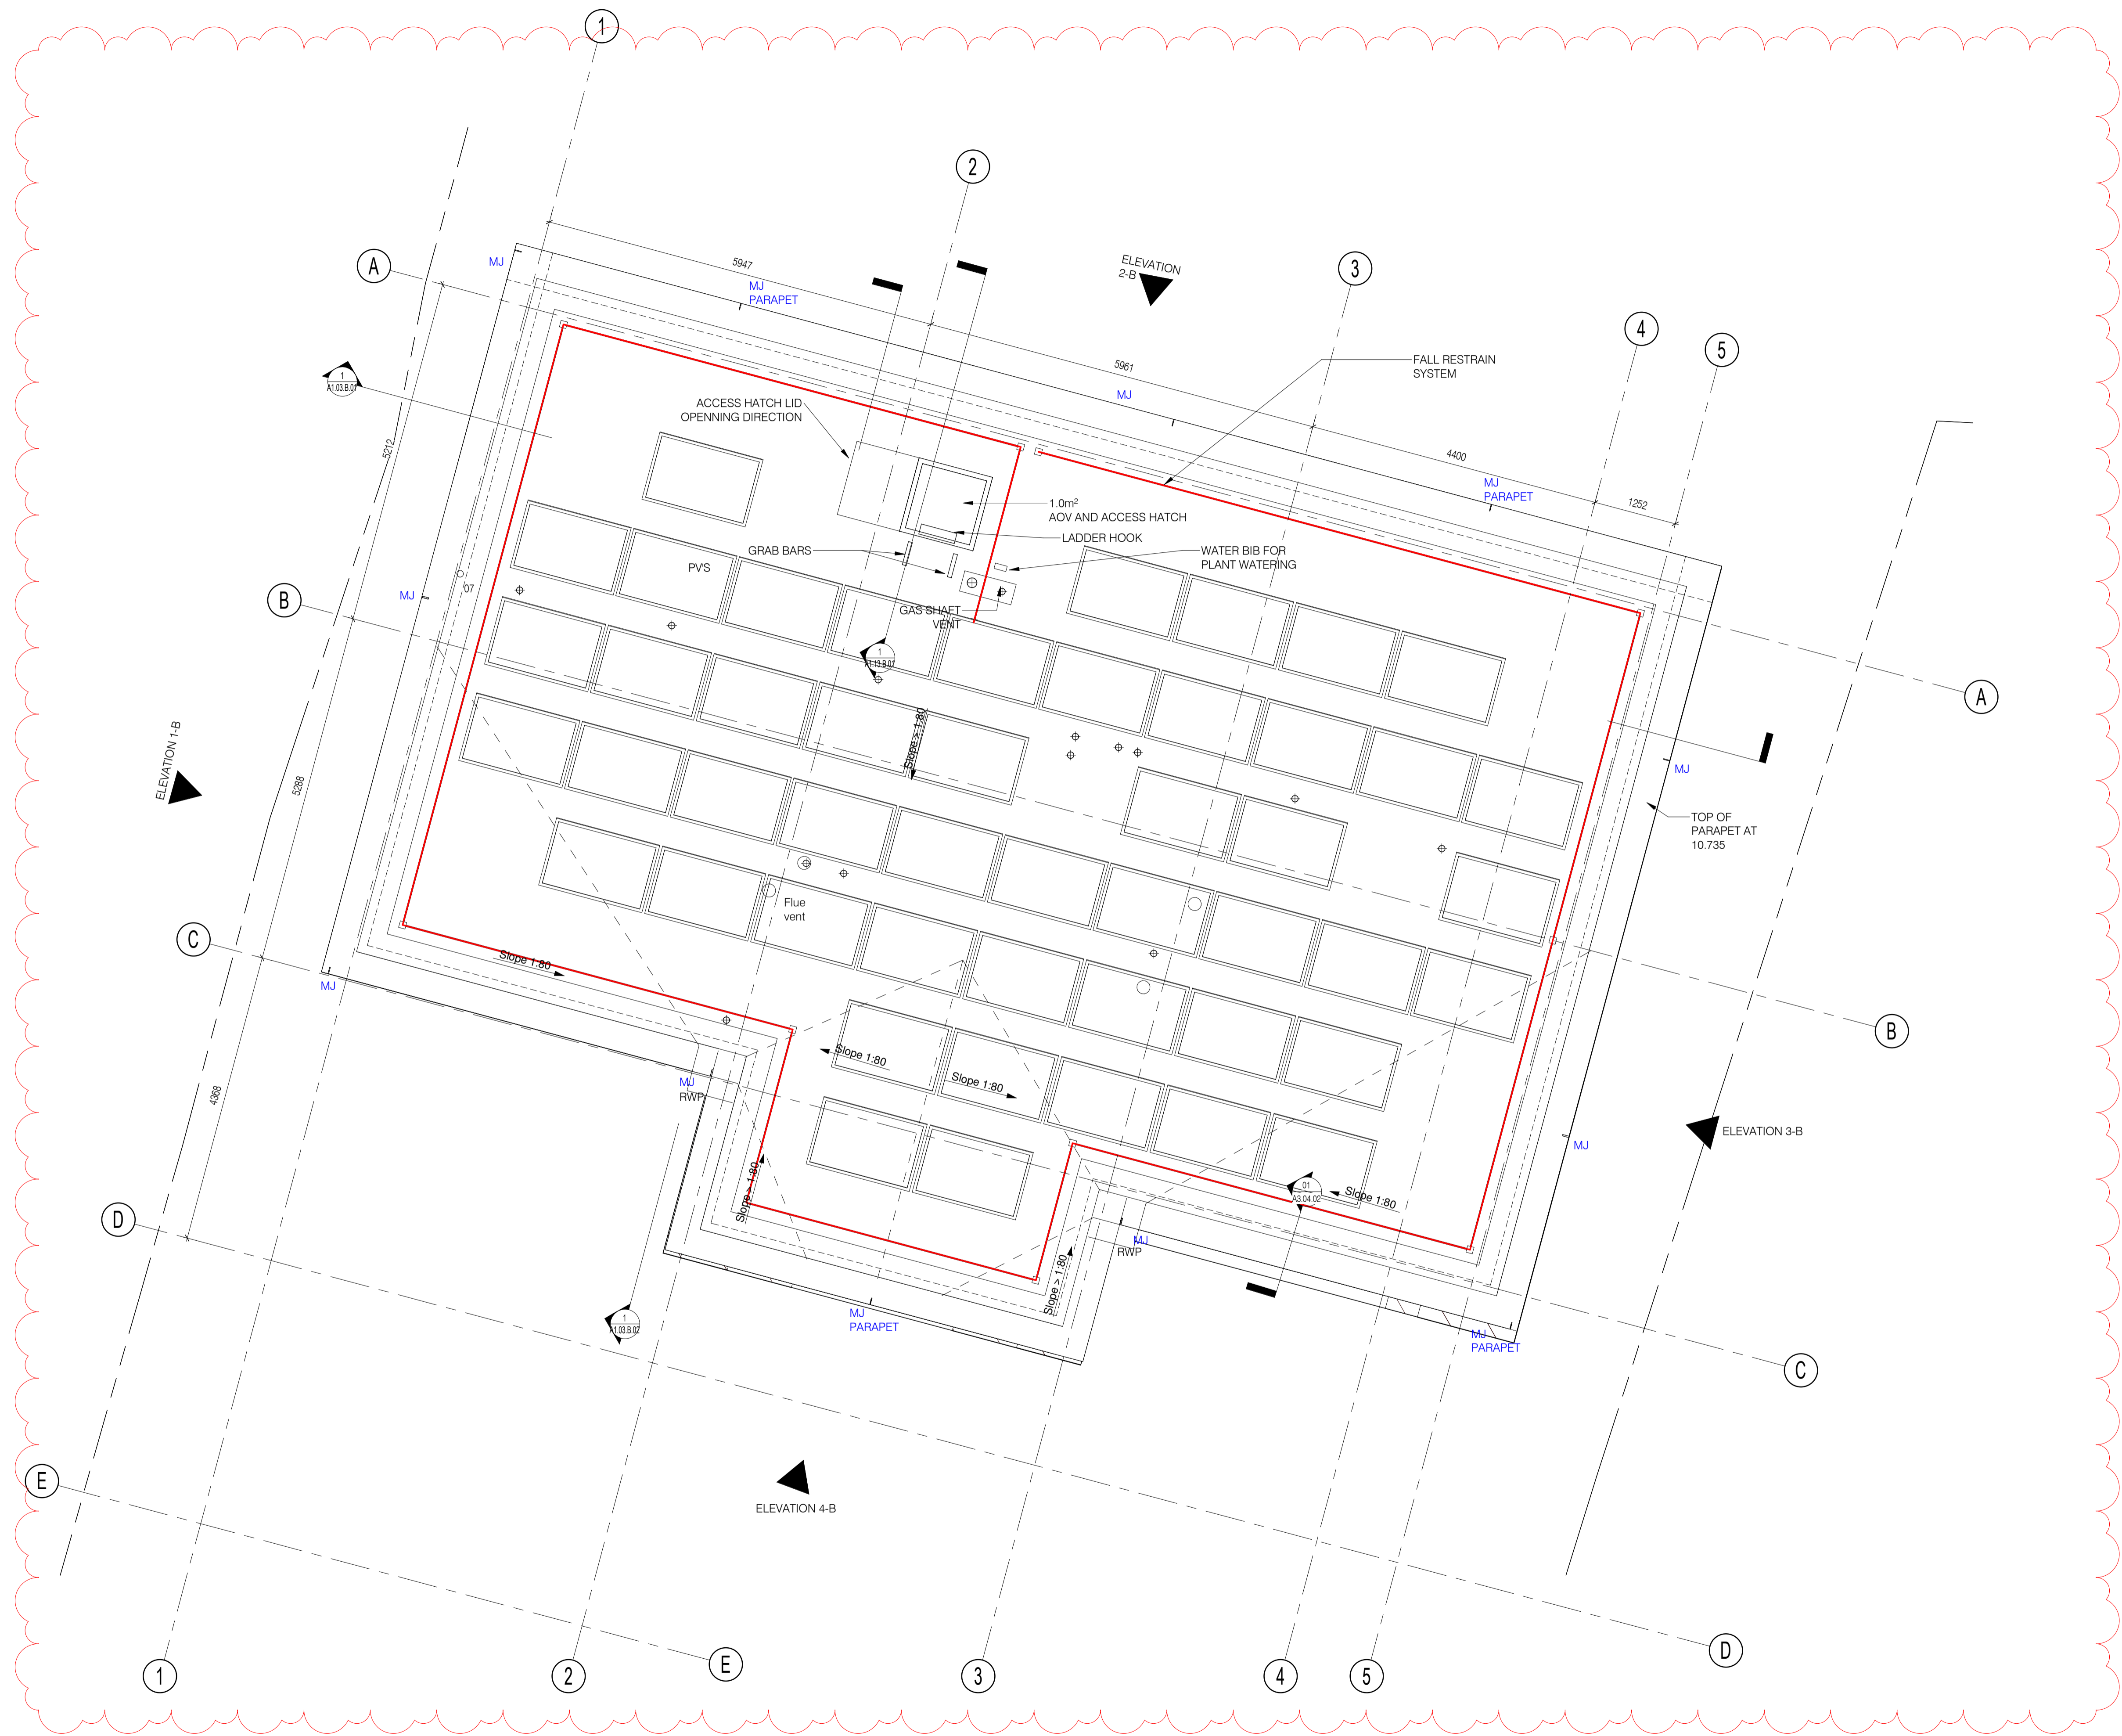 1
2
3
4
5
A
B
C
D
E
5947
5961
4400
1252
5212
5288
4368
MJ
MJ
PARAPET
MJ
MJ
PARAPET
ELEVATION
2-B
FALL RESTRAIN
SYSTEM
1
A1.03.B.01
ACCESS HATCH LID
OPENNING DIRECTION
1.0m²
AOV AND ACCESS HATCH
LADDER HOOK
GRAB BARS
WATER BIB FOR
PLANT WATERING
PV'S
07
MJ
GAS SHAFT
VENT
1
A1.13.B.01
A
Slope > 1:80
ELEVATION 1-B
MJ
TOP OF
PARAPET AT
10.735
Flue
vent
Slope 1:80
MJ
B
Slope 1:80
Slope 1:80
MJ
RWP
ELEVATION 3-B
MJ
Slope > 1:80
01
A3.04.02
Slope 1:80
MJ
RWP
Slope > 1:80
1
A1.03.B.02
MJ
PARAPET
MJ
PARAPET
C
ELEVATION 4-B
D
E
1
2
3
4
5